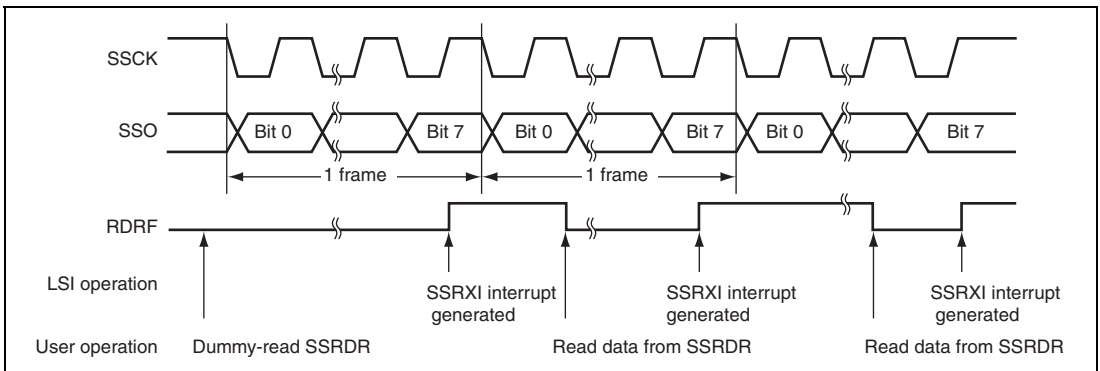 SSCK
SSO
Bit 0
Bit 7
Bit 0
Bit 7
Bit 0
Bit 7
1 frame
1 frame
RDRF
LSI operation
SSRXI interrupt
generated
SSRXI interrupt
generated
SSRXI interrupt
generated
User operation
Dummy-read SSRDR
Read data from SSRDR
Read data from SSRDR